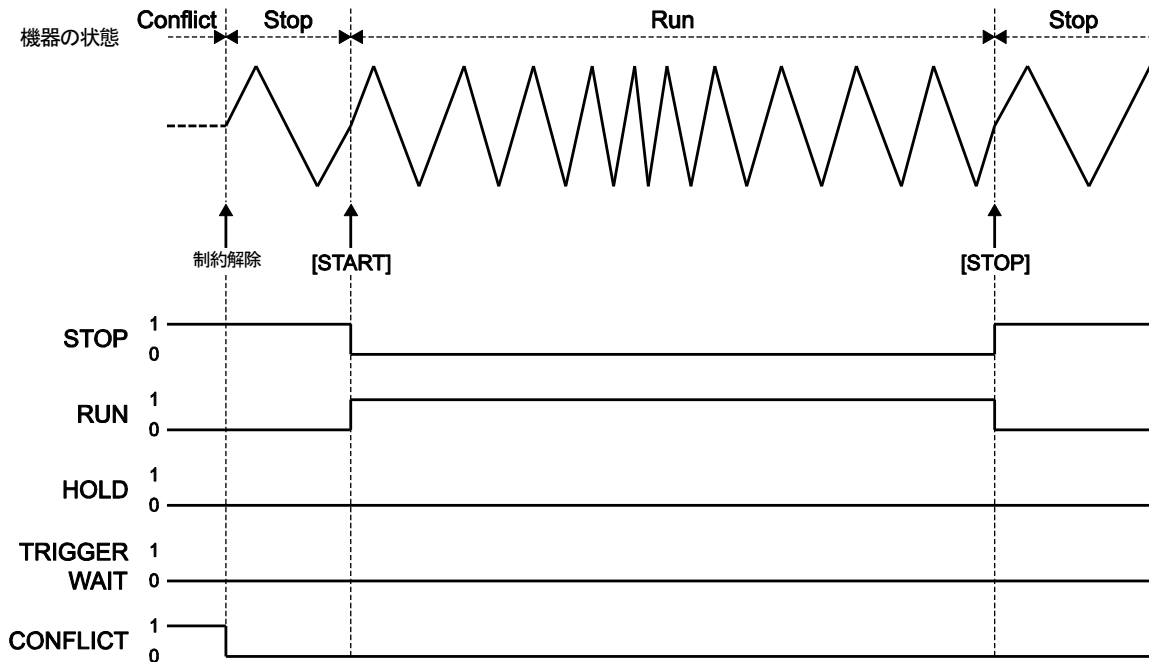 Conflict Stop Run Stop
機器の状態
制約解除 [START] [STOP]
STOP 1
0
RUN 1
0
HOLD 1
0
TRIGGER 1
WAIT 0
CONFLICT 1
0